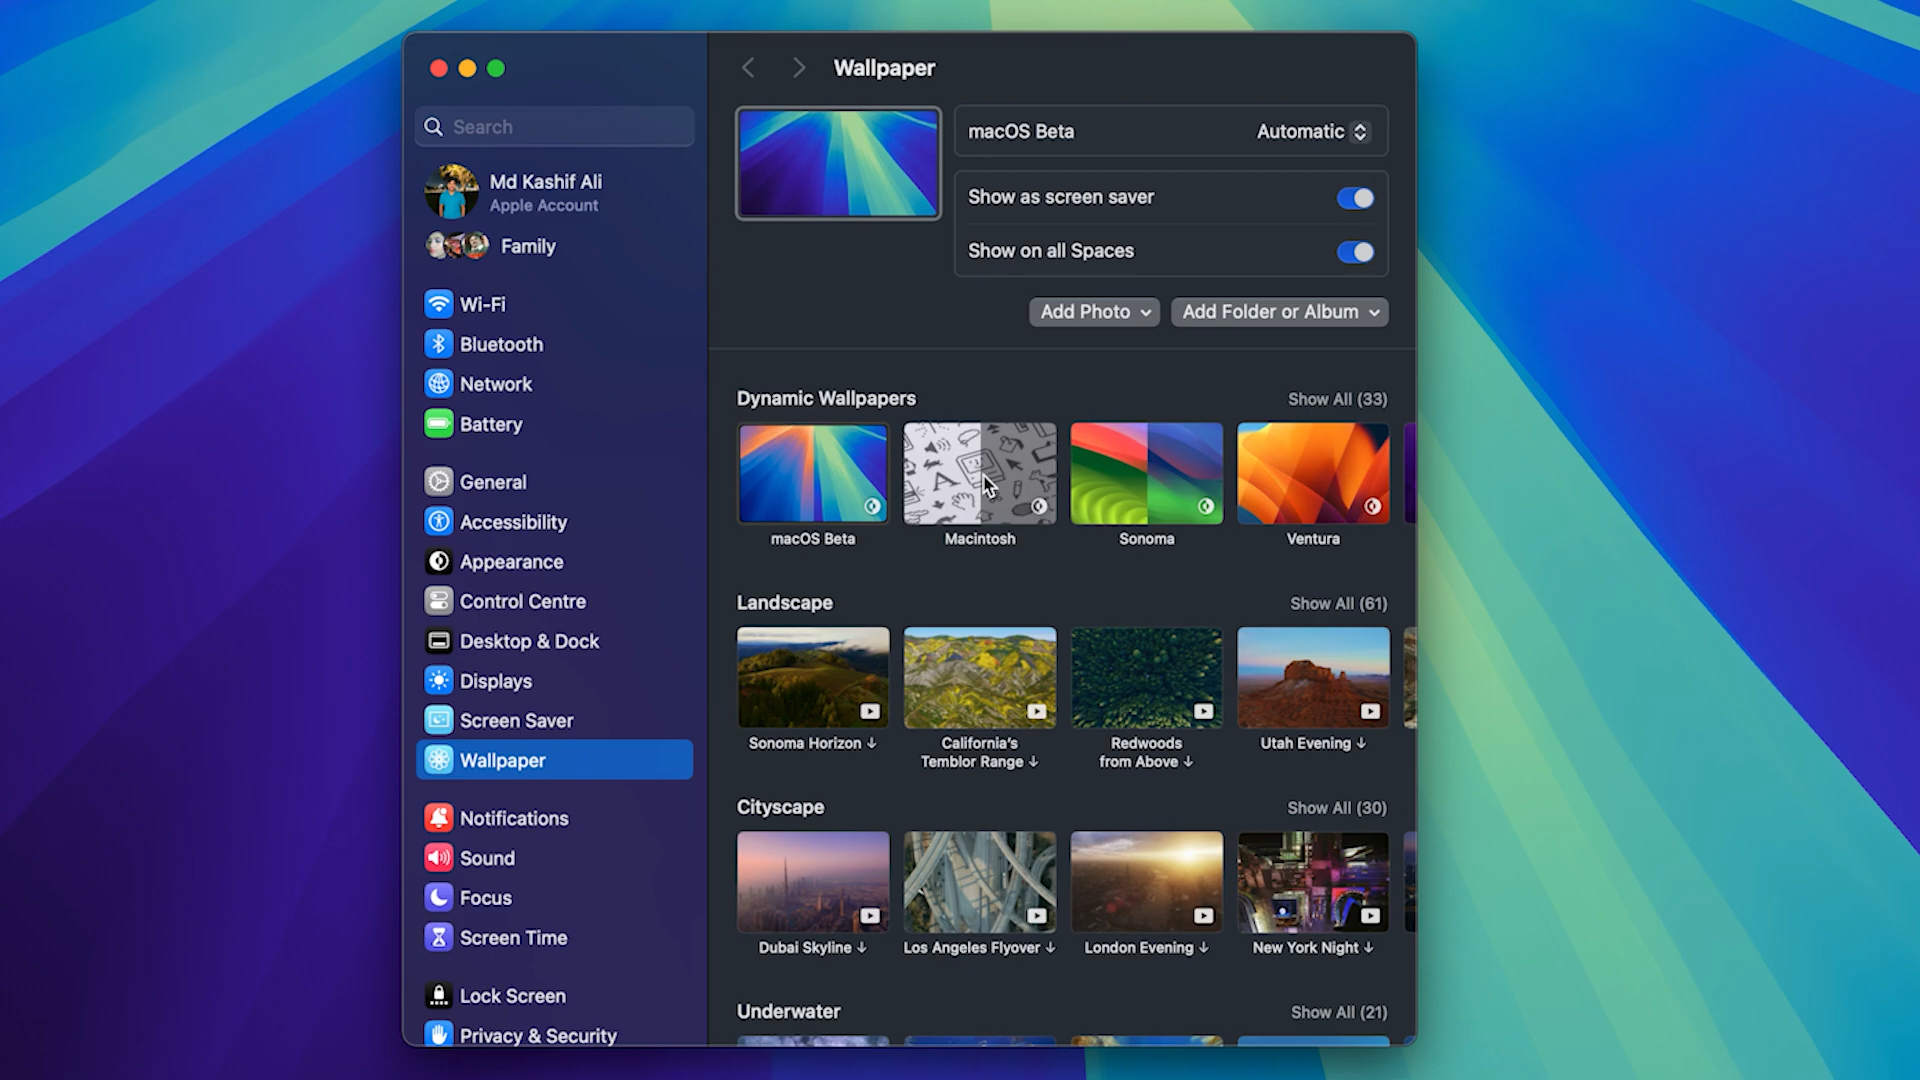 Search
Md Kashif Ali
Apple Account
Family
Wi-Fi
Bluetooth
Network
Battery
General
Accessibility
Appearance
Control Centre
Desktop & Dock
Displays
Screen Saver
Wallpaper
Notifications
Sound
Focus
Screen Time
Lock Screen
Privacy & Security
Wallpaper
macOS Beta Automatic
Show as screen saver
Show on all Spaces
Add Photo Add Folder or Album
Dynamic Wallpapers Show All (33)
macOS Beta Macintosh Sonoma Ventura
Landscape Show All (61)
Sonoma Horizon ↓
California's
Temblor Range ↓
Redwoods
from Above ↓
Utah Evening ↓
Cityscape Show All (30)
Dubai Skyline ↓ Los Angeles Flyover ↓ London Evening ↓ New York Night ↓
Underwater Show All (21)